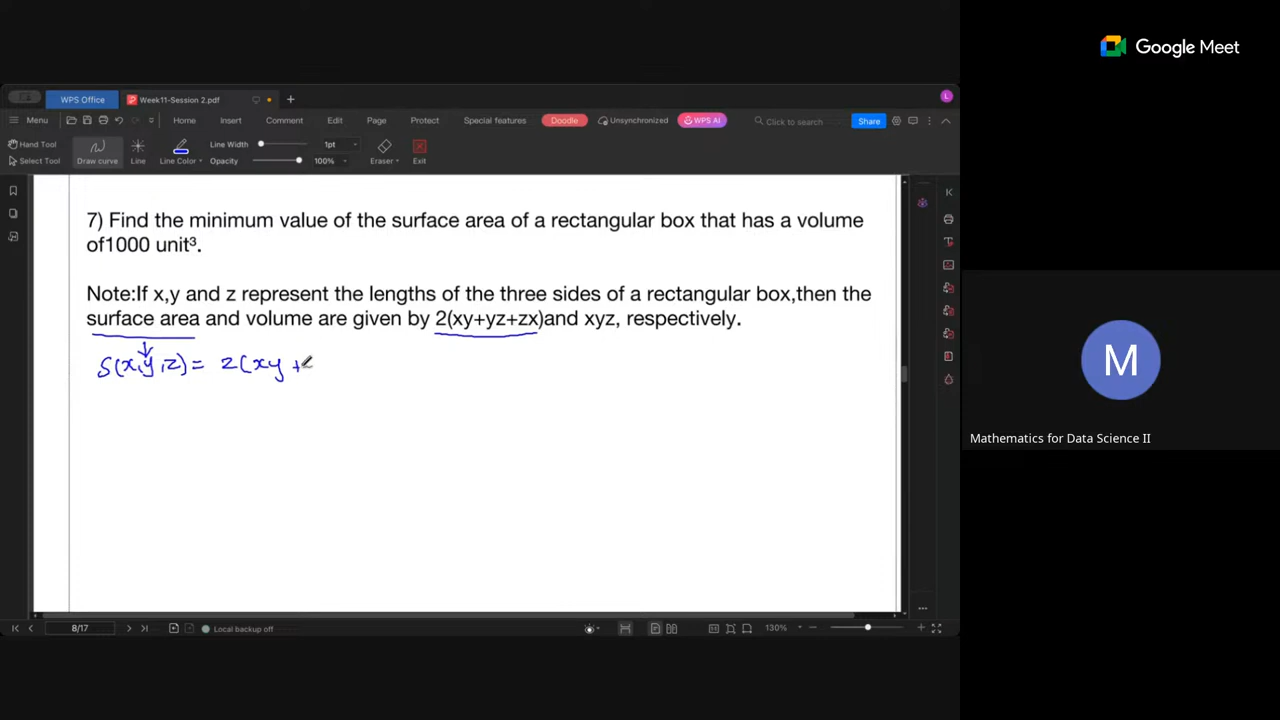 Google Meet
WPS Office
Week11-Session 2.pdf
L
Menu
Home
Insert
Comment
Edit
Page
Protect
Special features
Doodle
Unsynchronized
WPS AI
Click to search
Share
Hand Tool
Select Tool
Draw curve
Line
Line Color
Line Width
1pt
Opacity
100%
Eraser
Exit
7) Find the minimum value of the surface area of a rectangular box that has a volume
of1000 unit³.
Note:If x,y and z represent the lengths of the three sides of a rectangular box,then the
surface area and volume are given by 2(xy+yz+zx)and xyz, respectively.
S(x,y,z)= 2(xy +
M
Mathematics for Data Science II
8/17
Local backup off
130%